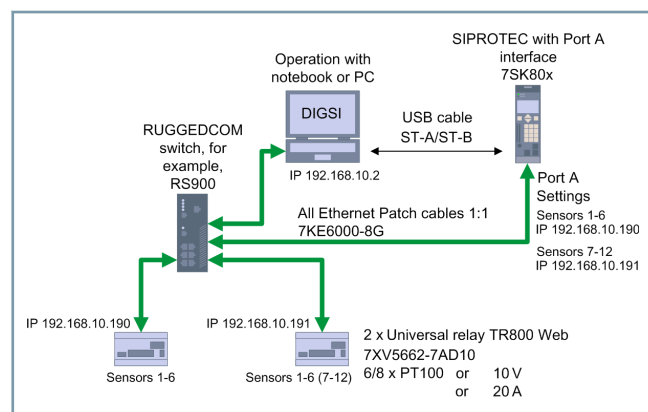 SIPROTEC with Port A
interface
7SK80x
Operation with
notebook or PC
DIGSI
USB cable
ST-A/ST-B
RUGGEDCOM
switch, for
example,
RS900
IP 192.168.10.2
Port A
Settings
Sensors 1-6
IP 192.168.10.190
Sensors 7-12
IP 192.168.10.191
All Ethernet Patch cables 1:1
7KE6000-8G
IP 192.168.10.190
IP 192.168.10.191
Sensors 1-6
Sensors 1-6 (7-12)
2 x Universal relay TR800 Web
7XV5662-7AD10
6/8 x PT100 or 10 V
or 20 A